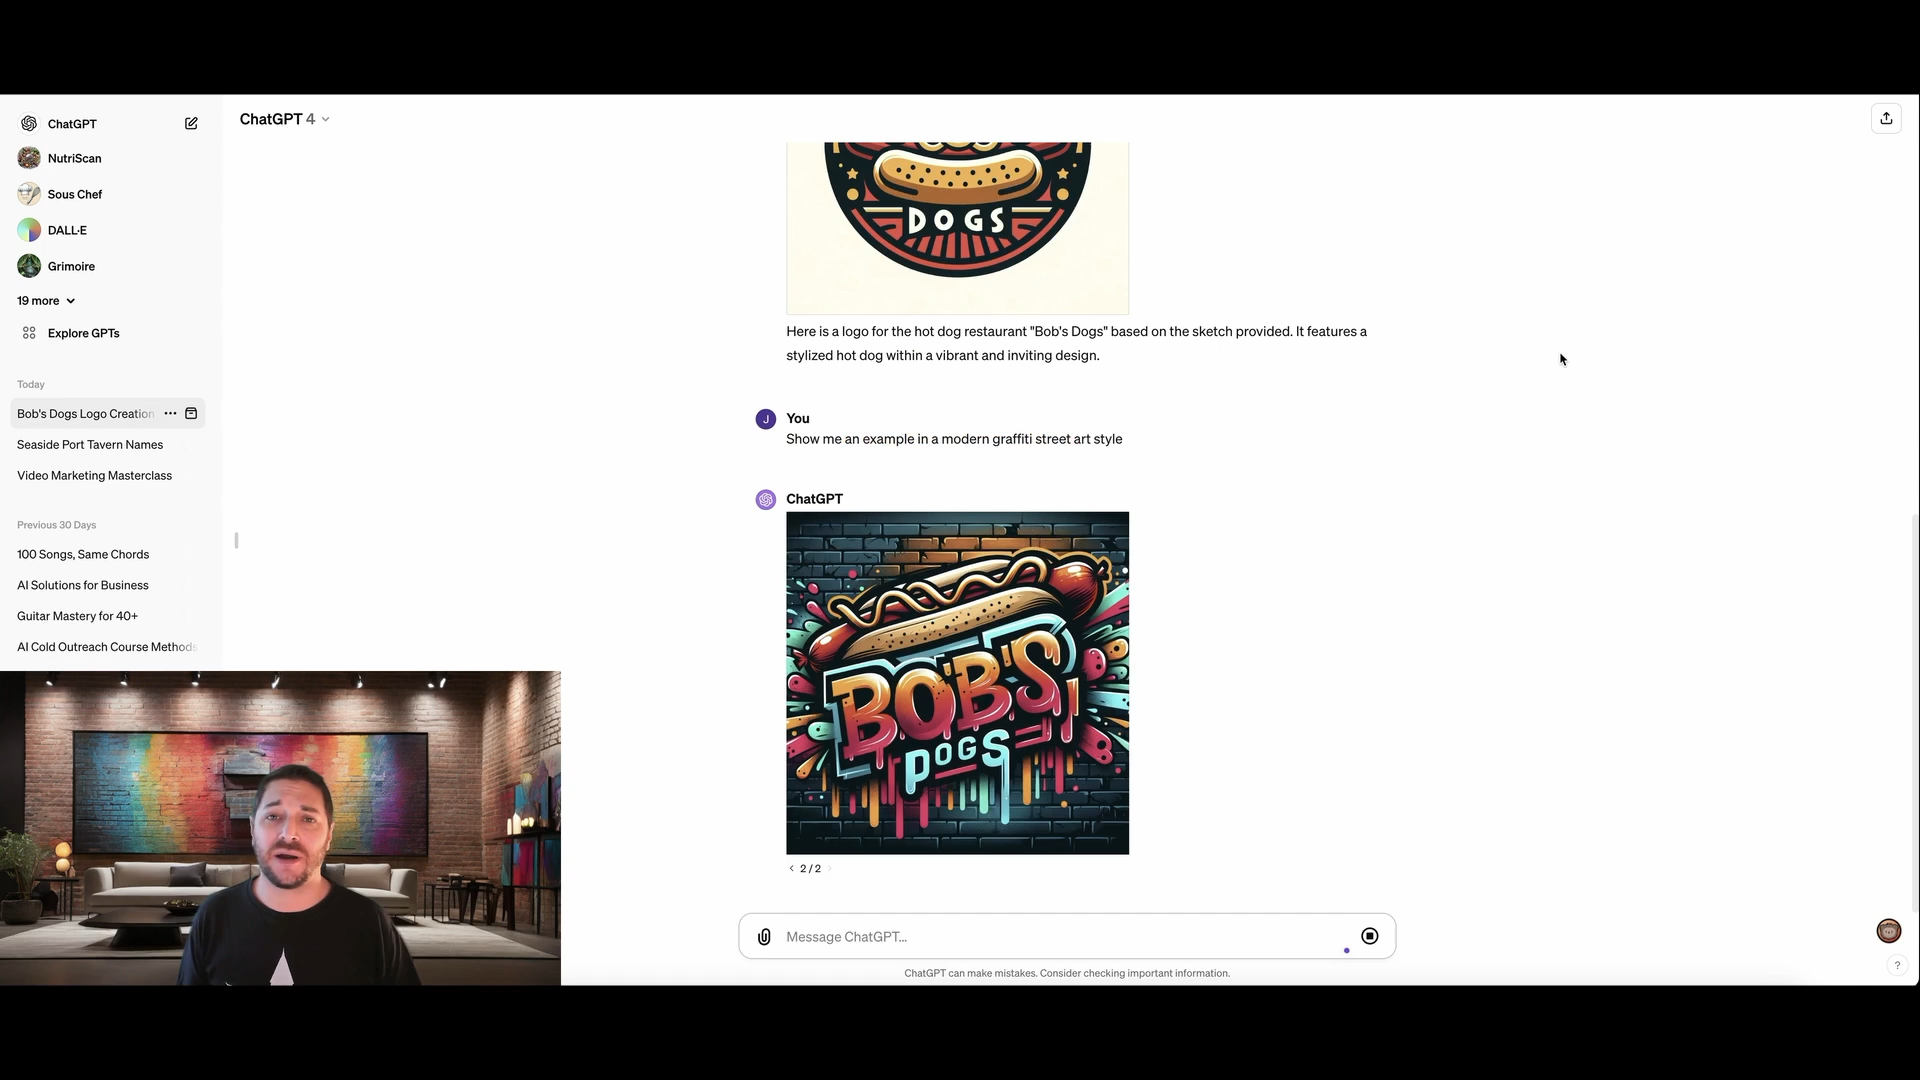 ChatGPT
NutriScan
Sous Chef
DALL·E
Grimoire
19 more
Explore GPTs
Today
Bob's Dogs Logo Creation
Seaside Port Tavern Names
Video Marketing Masterclass
Previous 30 Days
100 Songs, Same Chords
AI Solutions for Business
Guitar Mastery for 40+
AI Cold Outreach Course Methods
ChatGPT 4
DOGS
Here is a logo for the hot dog restaurant "Bob's Dogs" based on the sketch provided. It features a
stylized hot dog within a vibrant and inviting design.
J
You
Show me an example in a modern graffiti street art style
ChatGPT
BOB'S
POGS
2 / 2
Message ChatGPT...
ChatGPT can make mistakes. Consider checking important information.
?